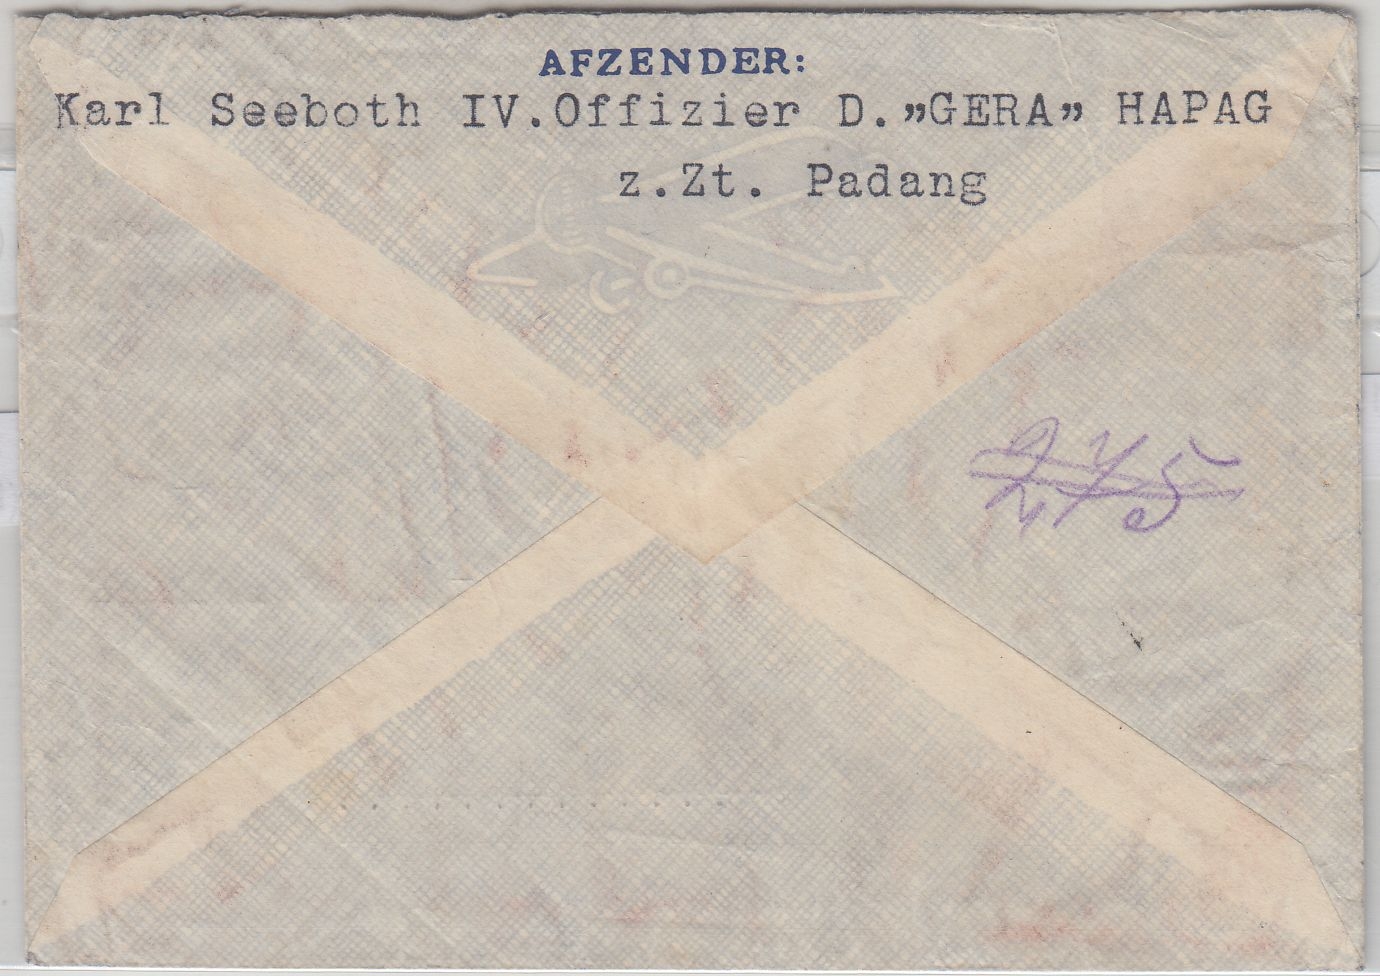 AFZENDER:
Karl Seeboth IV.Offizier D.„GERA” HAPAG
z.Zt. Padang